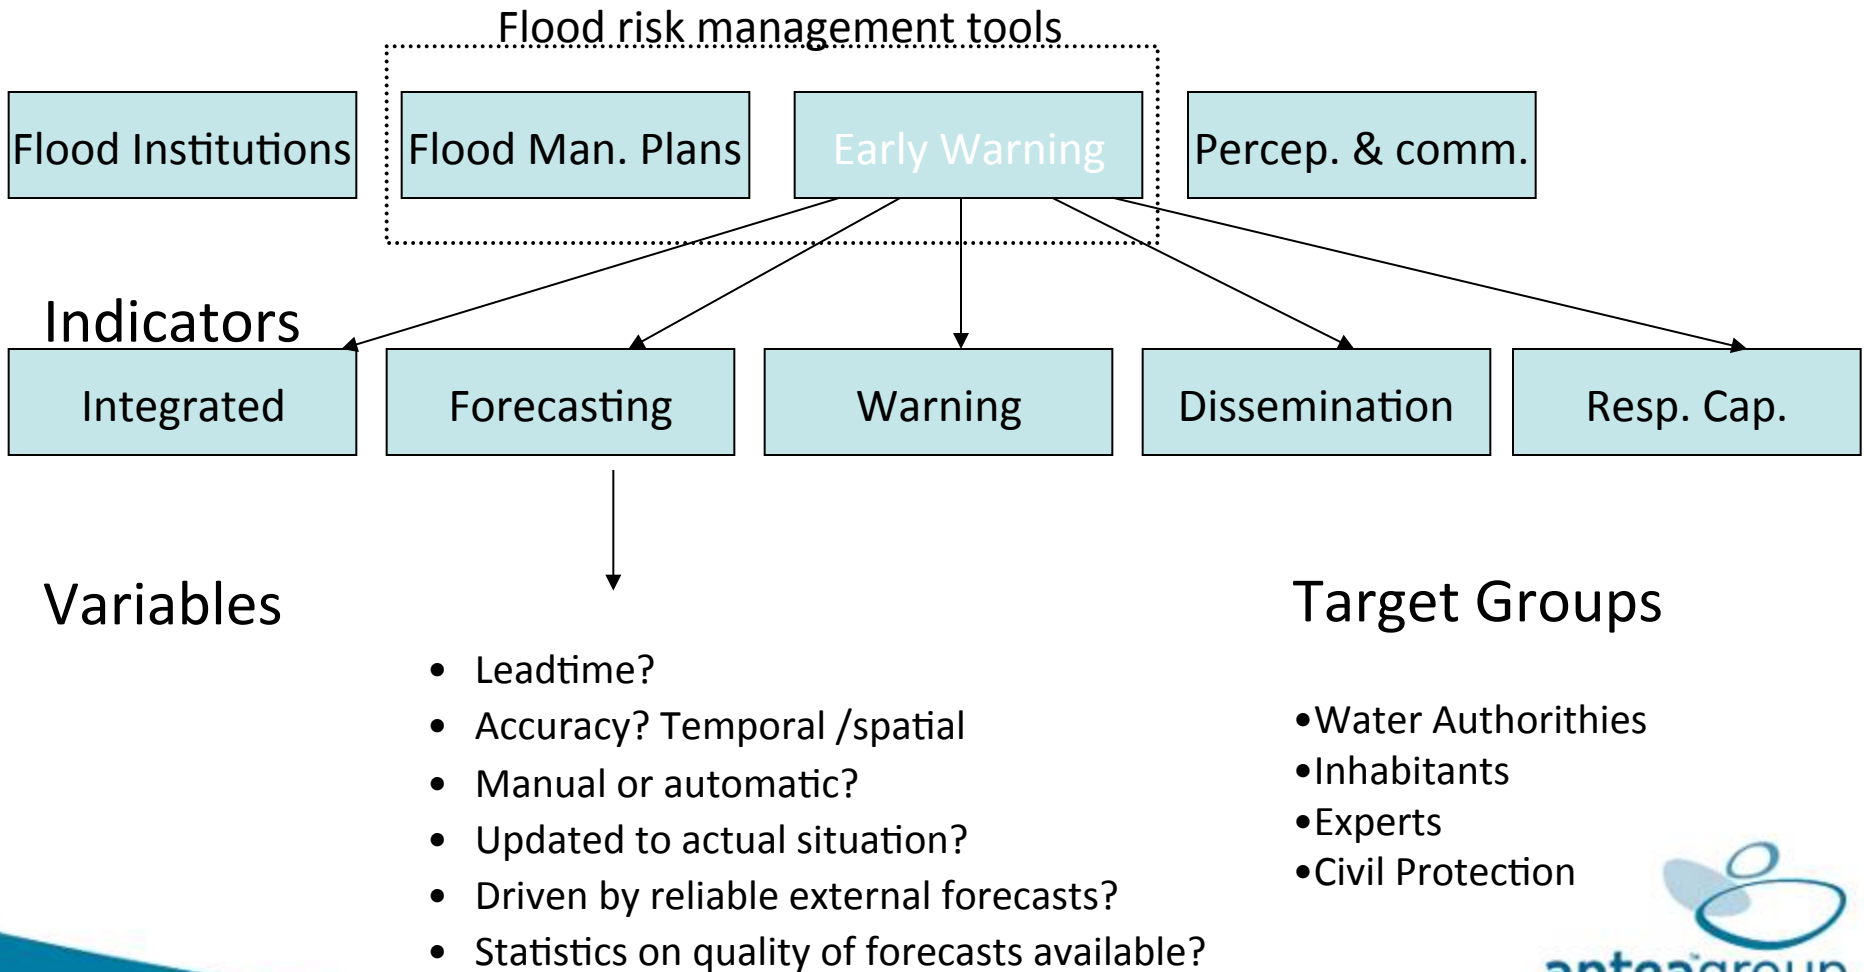 Flood risk management tools
Flood Institutions
Flood Man. Plans
Early Warning
Percep. & comm.
Indicators
Integrated
Forecasting
Warning
Dissemination
Resp. Cap.
Variables
• Leadtime?
• Accuracy? Temporal /spatial
• Manual or automatic?
• Updated to actual situation?
• Driven by reliable external forecasts?
• Statistics on quality of forecasts available?
Target Groups
•Water Authorithies
•Inhabitants
•Experts
•Civil Protection
anteagroup